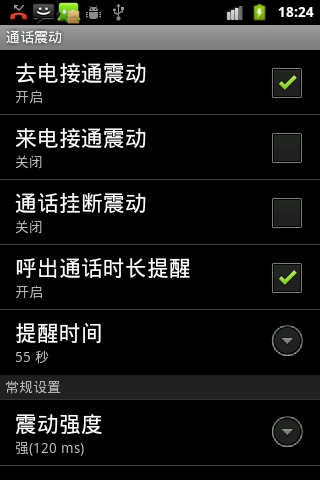 18:24
通话震动
去电接通震动
开启
来电接通震动
关闭
通话挂断震动
关闭
呼出通话时长提醒
开启
提醒时间
55 秒
常规设置
震动强度
强(120 ms)